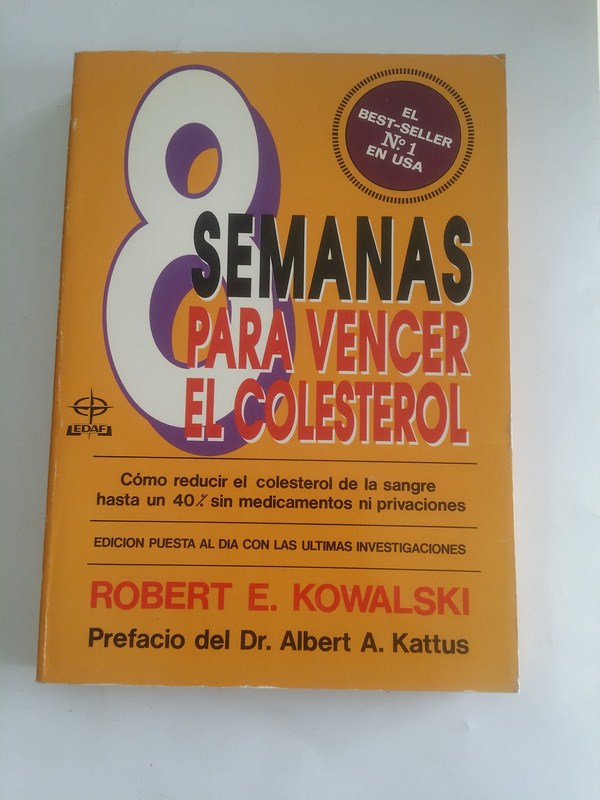 EL
BEST-SELLER
N.º 1
EN USA
8
SEMANAS
PARA VENCER
EL COLESTEROL
EDAF
Cómo reducir el colesterol de la sangre
hasta un 40% sin medicamentos ni privaciones
EDICION PUESTA AL DIA CON LAS ULTIMAS INVESTIGACIONES
ROBERT E. KOWALSKI
Prefacio del Dr. Albert A. Kattus